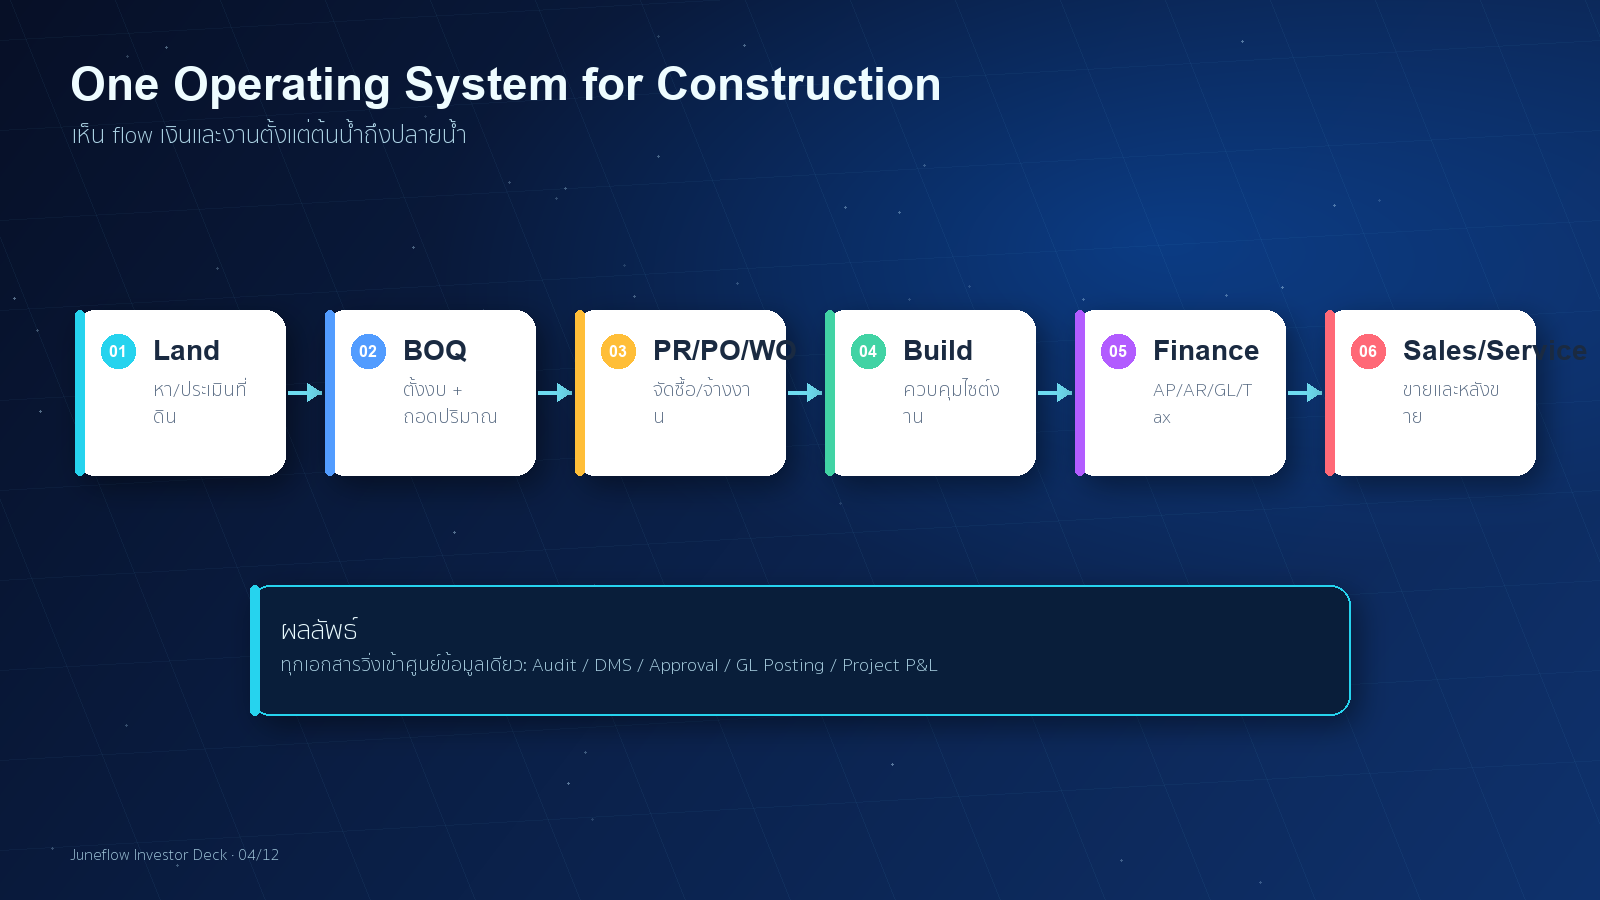 One Operating System for Construction
เห็น flow เงินและงานตั้งแต่ต้นน้ำถึงปลายน้ำ
01 Land
หา/ประเมินที่
ดิน
02 BOQ
ตั้งงบ +
ถอดปริมาณ
03 PR/PO/WO
จัดซื้อ/จ้างงา
น
04 Build
ควบคุมไซต์ง
าน
05 Finance
AP/AR/GL/T
ax
06 Sales/Service
ขายและหลังข
าย
ผลลัพธ์
ทุกเอกสารวิ่งเข้าศูนย์ข้อมูลเดียว: Audit / DMS / Approval / GL Posting / Project P&L
Juneflow Investor Deck · 04/12